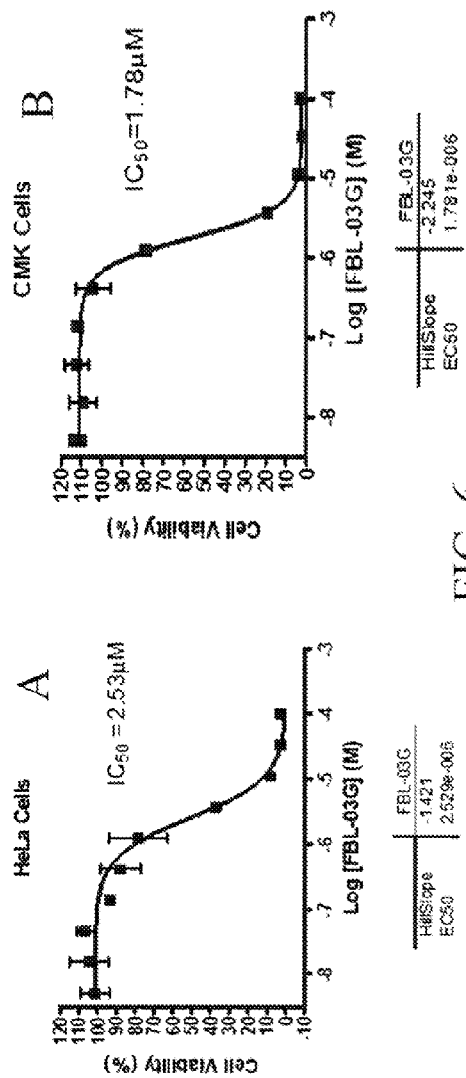 A
HeLa Cells
IC50 =2.53µM
Cell Viability (%)
120
110
100
90
80
70
60
50
40
30
20
10
0
-10
-8
-7
-6
-5
-4
-3
Log [FBL-03G] (M)
FBL-03G
HillSlope -1.421
EC50 2.529e-006
B
CMK Cells
IC50=1.78µM
Cell Viability (%)
120
110
100
90
80
70
60
50
40
30
20
10
0
-8
-7
-6
-5
-4
-3
Log [FBL-03G] (M)
FBL-03G
HillSlope -2.245
EC50 1.781e-006